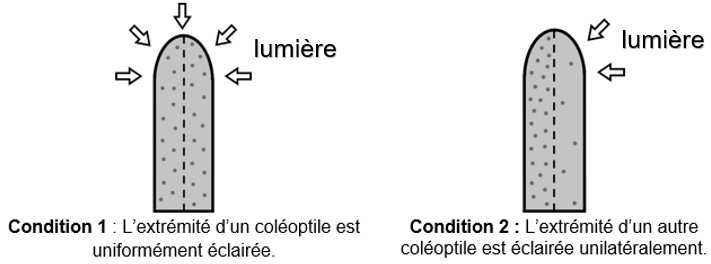 lumière
lumière
Condition 1 : L’extrémité d’un coléoptile est
uniformément éclairée.
Condition 2 : L’extrémité d’un autre
coléoptile est éclairée unilatéralement.